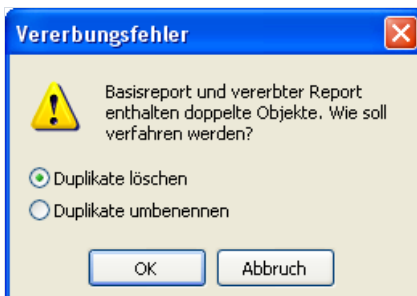 Vererbungsfehler
Basisreport und vererbter Report
enthalten doppelte Objekte. Wie soll
verfahren werden?
Duplikate löschen
Duplikate umbenennen
OK
Abbruch